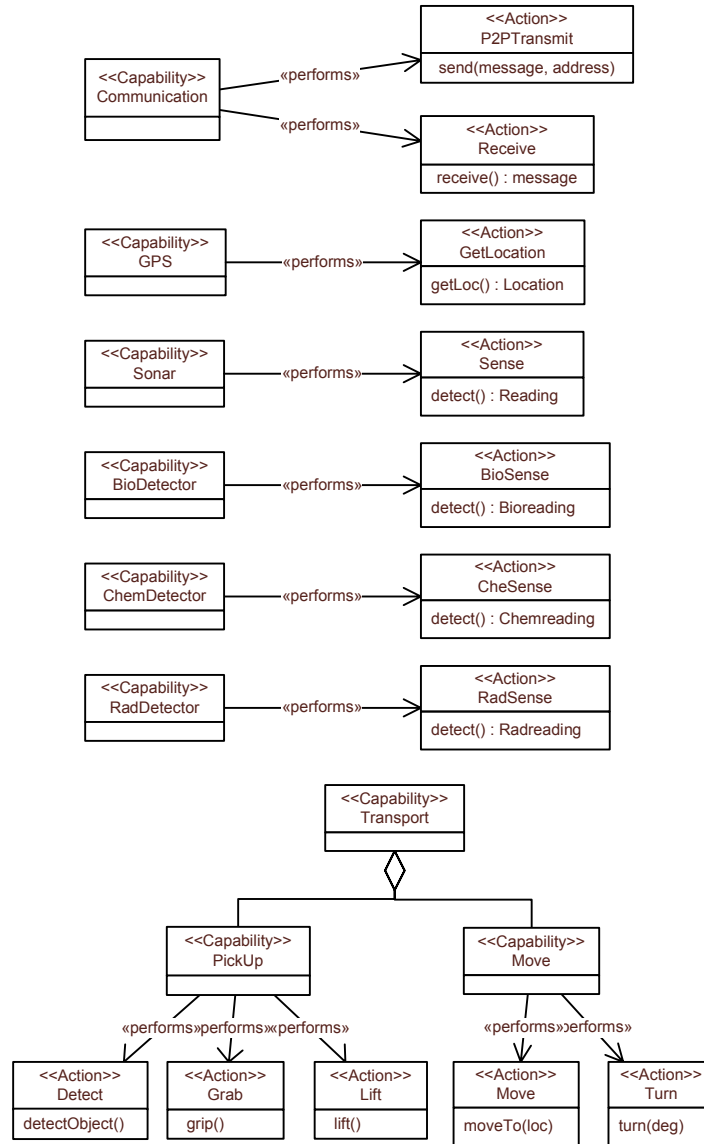 <<Action>>
P2PTransmit
send(message, address)
<<Capability>>
Communication
«performs»
«performs»
<<Action>>
Receive
receive() : message
<<Capability>>
GPS
«performs»
<<Action>>
GetLocation
getLoc() : Location
<<Capability>>
Sonar
«performs»
<<Action>>
Sense
detect() : Reading
<<Capability>>
BioDetector
«performs»
<<Action>>
BioSense
detect() : Bioreading
<<Capability>>
ChemDetector
«performs»
<<Action>>
CheSense
detect() : Chemreading
<<Capability>>
RadDetector
«performs»
<<Action>>
RadSense
detect() : Radreading
<<Capability>>
Transport
<<Capability>>
PickUp
<<Capability>>
Move
«performs»
performs»
«performs»
«performs»
performs»
<<Action>>
Detect
detectObject()
<<Action>>
Grab
grip()
<<Action>>
Lift
lift()
<<Action>>
Move
moveTo(loc)
<<Action>>
Turn
turn(deg)